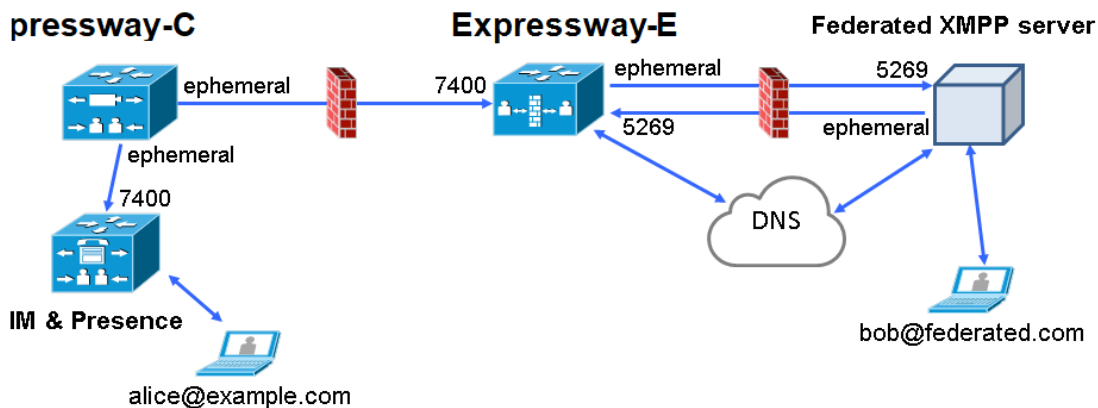 pressway-C
Expressway-E
Federated XMPP server
ephemeral
7400
ephemeral
5269
5269
ephemeral
ephemeral
7400
DNS
IM & Presence
alice@example.com
bob@federated.com